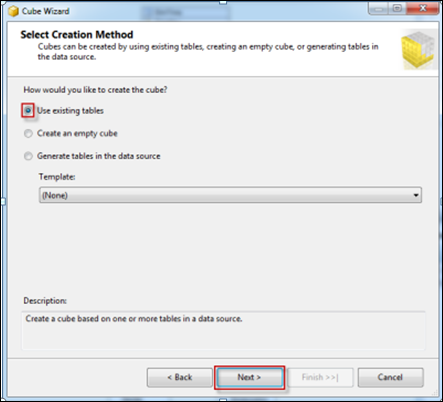 Cube Wizard
Select Creation Method
Cubes can be created by using existing tables, creating an empty cube, or generating tables in
the data source.
How would you like to create the cube?
Use existing tables
Create an empty cube
Generate tables in the data source
Template:
(None)
Description:
Create a cube based on one or more tables in a data source.
< Back
Next >
Finish >>|
Cancel